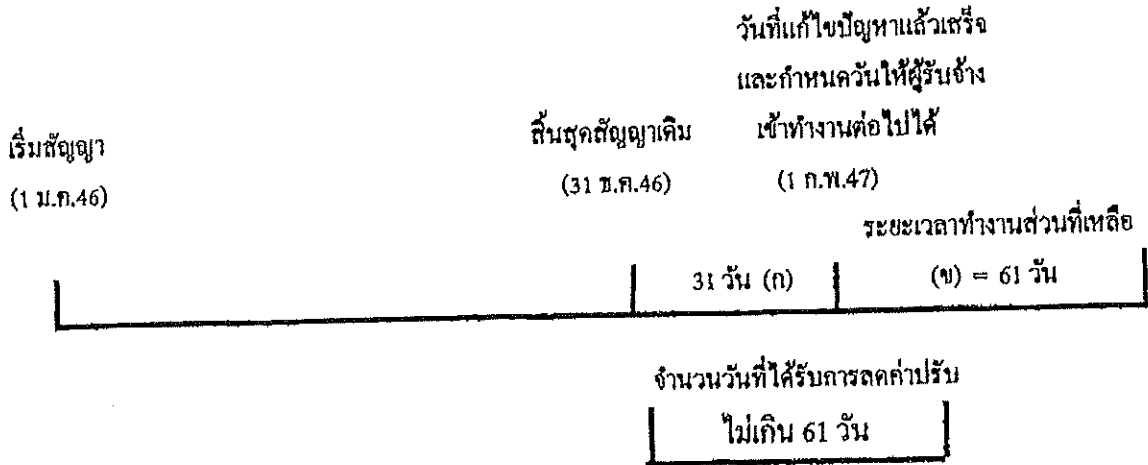 วันที่แก้ไขปัญหาแล้วเสร็จ
และกำหนดวันให้ผู้รับจ้าง
เข้าทำงานต่อไปได้
(1 ก.พ.47)
เริ่มสัญญา
(1 ม.ค.46)
สิ้นสุดสัญญาเดิม
(31 ธ.ค.46)
ระยะเวลาทำงานส่วนที่เหลือ
31 วัน (ก)
(ข) = 61 วัน
จำนวนวันที่ได้รับการลดค่าปรับ
ไม่เกิน 61 วัน